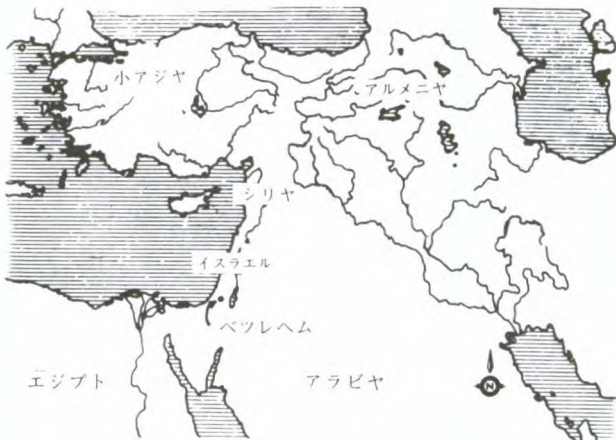 小アジヤ
アルメニヤ
シリヤ
イスラエル
ベツレヘム
エジプト
アラビヤ
N